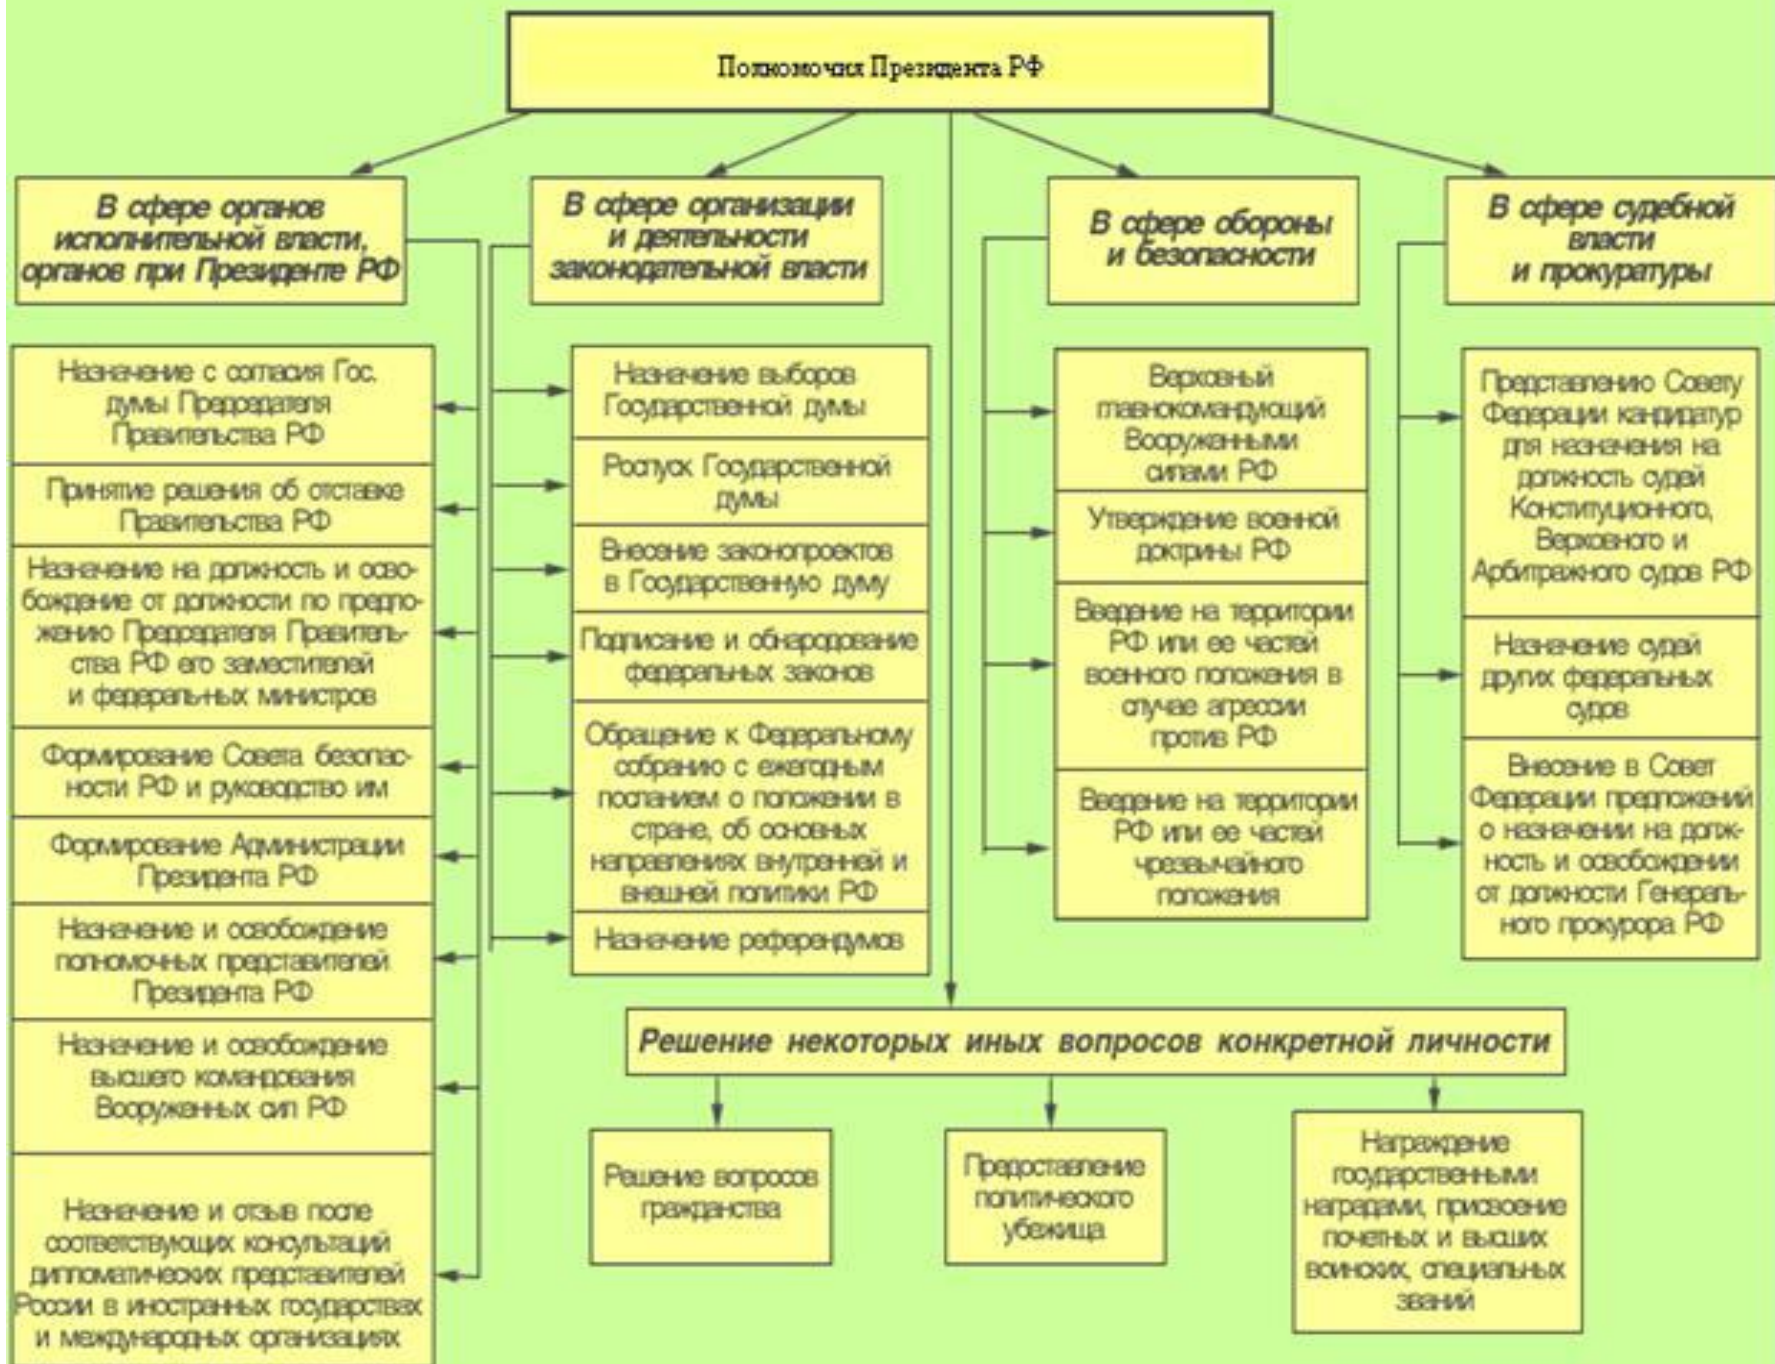 Полномочия Президента РФ
В сфере органов
исполнительной власти,
органов при Президенте РФ
Назначение с согласия Гос.
думы Председателя
Правительства РФ
Принятие решения об отставке
Правительства РФ
Назначение на должность и осво-
бождение от должности по предло-
жению Председателя Правитель-
ства РФ его заместителей
и федераль-ных министров
Формирование Совета безопас-
ности РФ и руководство им
Формирование Администрации
Президента РФ
Назначение и освобождение
полномочных представителей
Президента РФ
Назначение и освобождение
высшего командования
Вооруженных сил РФ
Назначение и отзыв после
соответствующих консультаций
дипломатических представителей
России в иностранных государствах
и международных организациях
В сфере организации
и деятельности
законодательной власти
Назначение выборов
Государственной думы
Роспуск Государственной
думы
Внесение законопроектов
в Государственную думу
Подписание и обнародование
федеральных законов
Обращение к Федеральному
собранию с ежегодным
посланием о положении в
стране, об основных
направлениях внутренней и
внешней политики РФ
Назначение референдумов
В сфере обороны
и безопасности
Верховный
главнокомандующий
Вооруженными
силами РФ
Утверждение военной
доктрины РФ
Введение на территории
РФ или ее частей
военного положения в
случае агрессии
против РФ
Введение на территории
РФ или ее частей
чрезвычайного
положения
В сфере судебной
власти
и прокуратуры
Представлению Совету
Федерации кандидатур
для назначения на
должность судей
Конституционного,
Верховного и
Арбитражного судов РФ
Назначение судей
других федеральных
судов
Внесение в Совет
Федерации предложений
о назначении на долж-
ность и освобождении
от должности Генераль-
ного прокурора РФ
Решение некоторых иных вопросов конкретной личности
Решение вопросов
гражданства
Предоставление
политического
убежища
Награждение
государственными
наградами, присвоение
почетных и высших
воинских, специальных
званий